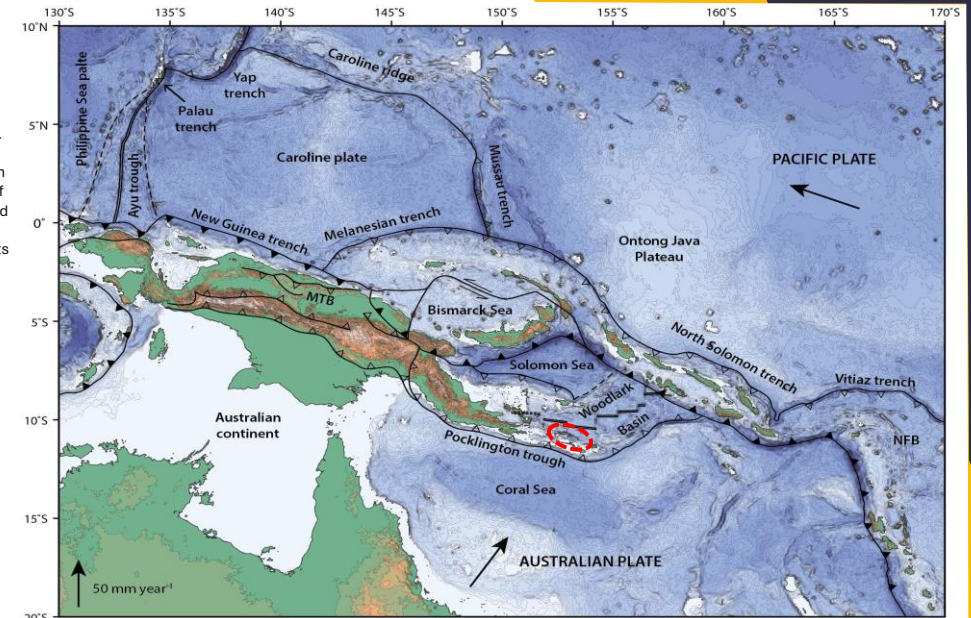 130°S 135°S 140°S 145°S 150°S 155°S 160°S 165°S 170°S
10°N
Philippine Sea palte
Yap
trench
Caroline ridge
Palau
trench
5°N
Ayu trough
Caroline plate
Mussau trench
PACIFIC PLATE
0°
New Guinea trench
Melanesian trench
Ontong Java
Plateau
MTB
Bismarck Sea
5°S
Solomon Sea
North Solomon trench
Vitiaz trench
Woodlark
Basin
10°S
Australian
continent
Pocklington trough
NFB
Coral Sea
15°S
AUSTRALIAN PLATE
50 mm year⁻¹
20°S